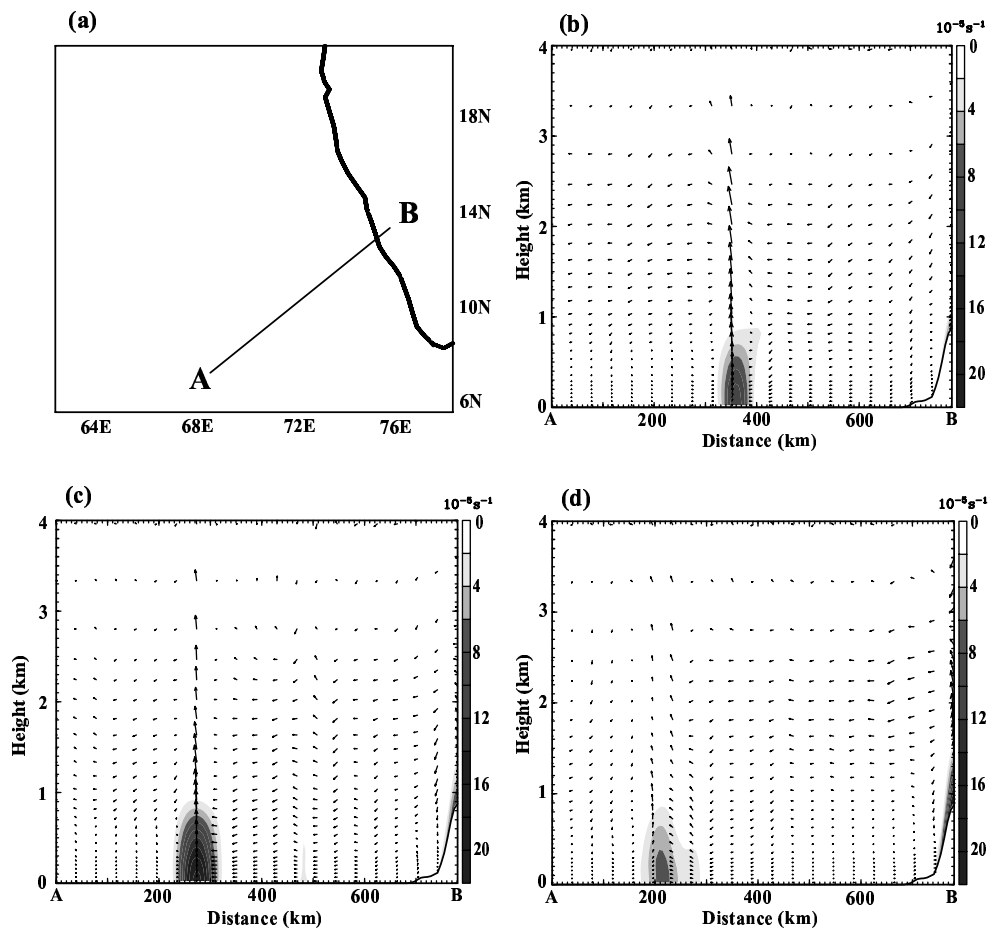 (a)
18N
14N
10N
6N
64E 68E 72E 76E
A
B
(b)
10⁻⁵s⁻¹
Height (km)
4
3
2
1
0
A 200 400 600 B
Distance (km)
0
4
8
12
16
20
(c)
10⁻⁵s⁻¹
Height (km)
4
3
2
1
0
A 200 400 600 B
Distance (km)
0
4
8
12
16
20
(d)
10⁻⁵s⁻¹
Height (km)
4
3
2
1
0
A 200 400 600 B
Distance (km)
0
4
8
12
16
20